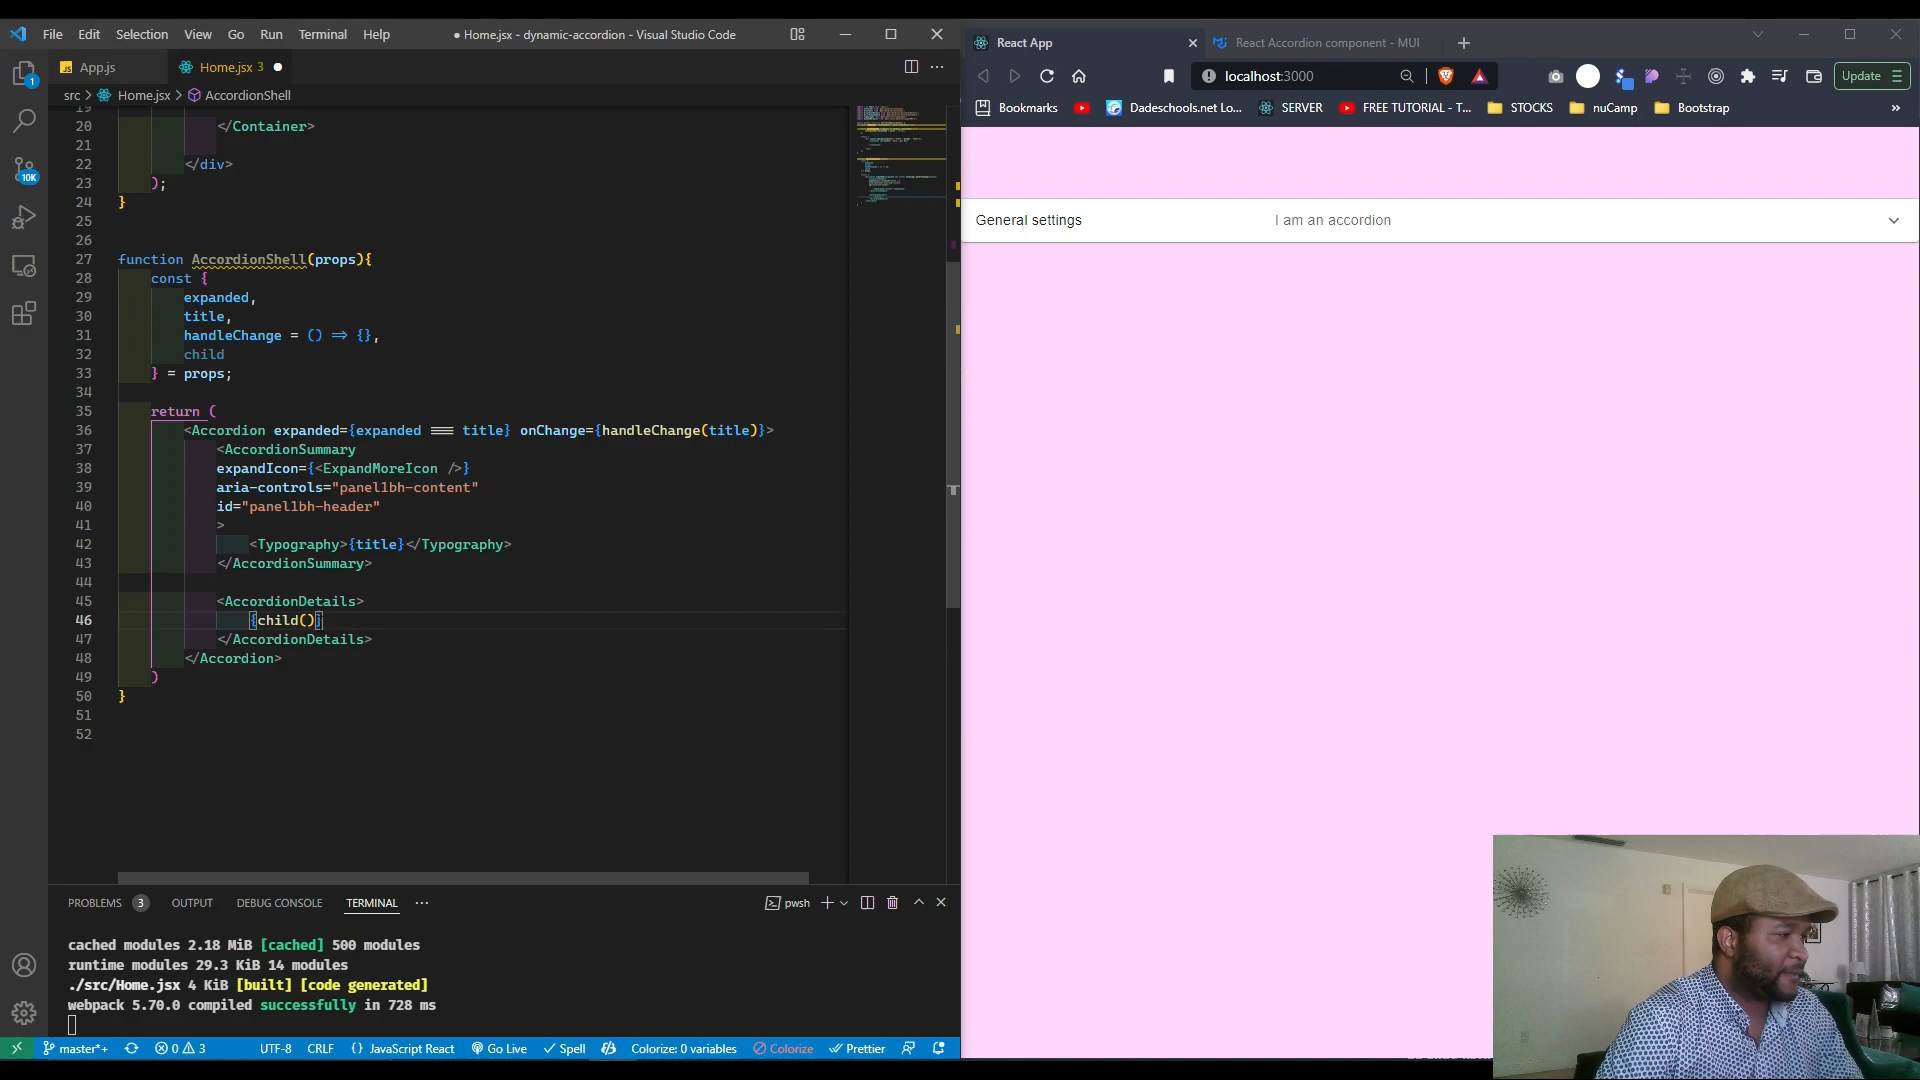 File Edit Selection View Go Run Terminal Help
● Home.jsx - dynamic-accordion - Visual Studio Code
App.js
Home.jsx 3
src > Home.jsx > AccordionShell
1
10K
19
20 </Container>
21
22 </div>
23 );
24 }
25
26
27 function AccordionShell(props){
28 const {
29 expanded,
30 title,
31 handleChange = () => {},
32 child
33 } = props;
34
35 return (
36 <Accordion expanded={expanded === title} onChange={handleChange(title)}>
37 <AccordionSummary
38 expandIcon={<ExpandMoreIcon />}
39 aria-controls="panel1bh-content"
40 id="panel1bh-header"
41 >
42 <Typography>{title}</Typography>
43 </AccordionSummary>
44
45 <AccordionDetails>
46 {child()}
47 </AccordionDetails>
48 </Accordion>
49 )
50 }
51
52
PROBLEMS 3 OUTPUT DEBUG CONSOLE TERMINAL ···
pwsh
cached modules 2.18 MiB [cached] 500 modules
runtime modules 29.3 KiB 14 modules
./src/Home.jsx 4 KiB [built] [code generated]
webpack 5.70.0 compiled successfully in 728 ms
master*+ 0 3 UTF-8 CRLF {} JavaScript React Go Live Spell Colorize: 0 variables Colorize Prettier
React App
React Accordion component - MUI
localhost:3000
Update
Bookmarks
Dadeschools.net Lo...
SERVER
FREE TUTORIAL - T...
STOCKS
nuCamp
Bootstrap
»
General settings
I am an accordion